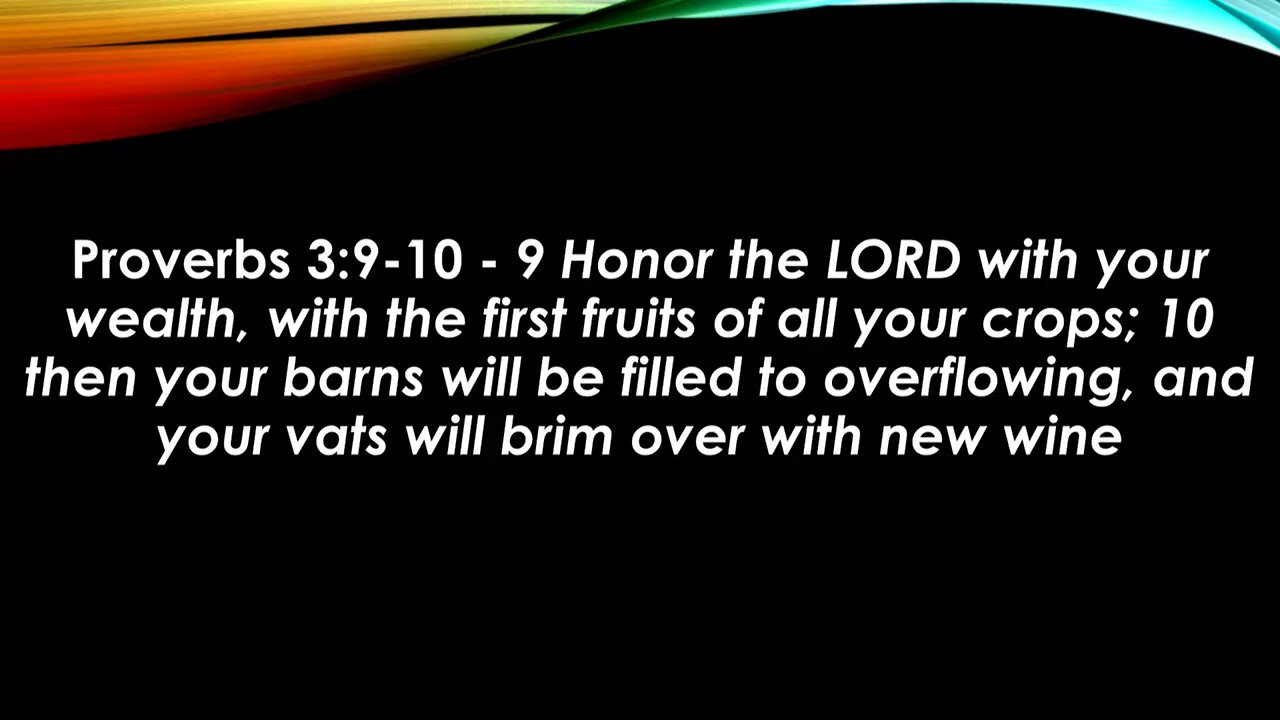 Proverbs 3:9-10 - 9 Honor the LORD with your
wealth, with the first fruits of all your crops; 10
then your barns will be filled to overflowing, and
your vats will brim over with new wine